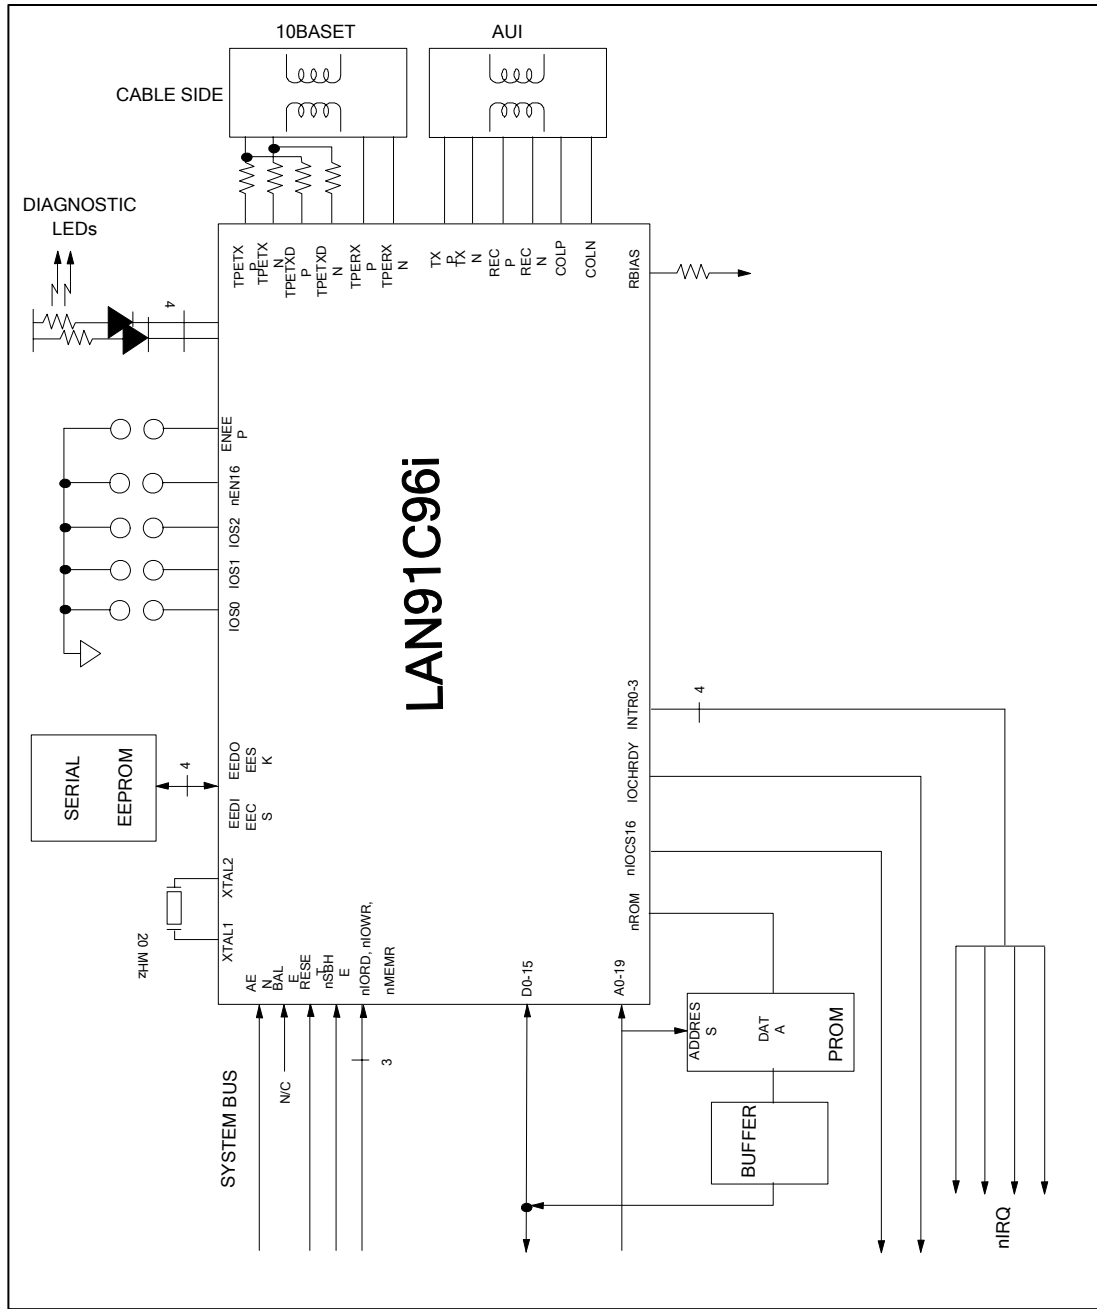 10BASET
AUI
CABLE SIDE
DIAGNOSTIC
LEDs
4
TPETX
P
TPETX
N
TPETXD
P
TPETXD
N
TPERX
P
TPERX
N
TX
P
TX
N
REC
P
REC
N
COLP
COLN
RBIAS
ENEE
P
nEN16
IOS2
IOS1
IOS0
LAN91C96i
SERIAL
EEPROM
4
EEDO
EES
K
EEDI
EEC
S
XTAL2
XTAL1
20 MHz
INTR0-3
4
IOCHRDY
nIOCS16
nROM
AE
N
BAL
E
RESE
T
nSBH
E
nIORD, nIOWR,
nMEMR
D0-15
A0-19
SYSTEM BUS
N/C
3
ADDRES
S
DAT
A
PROM
BUFFER
nIRQ